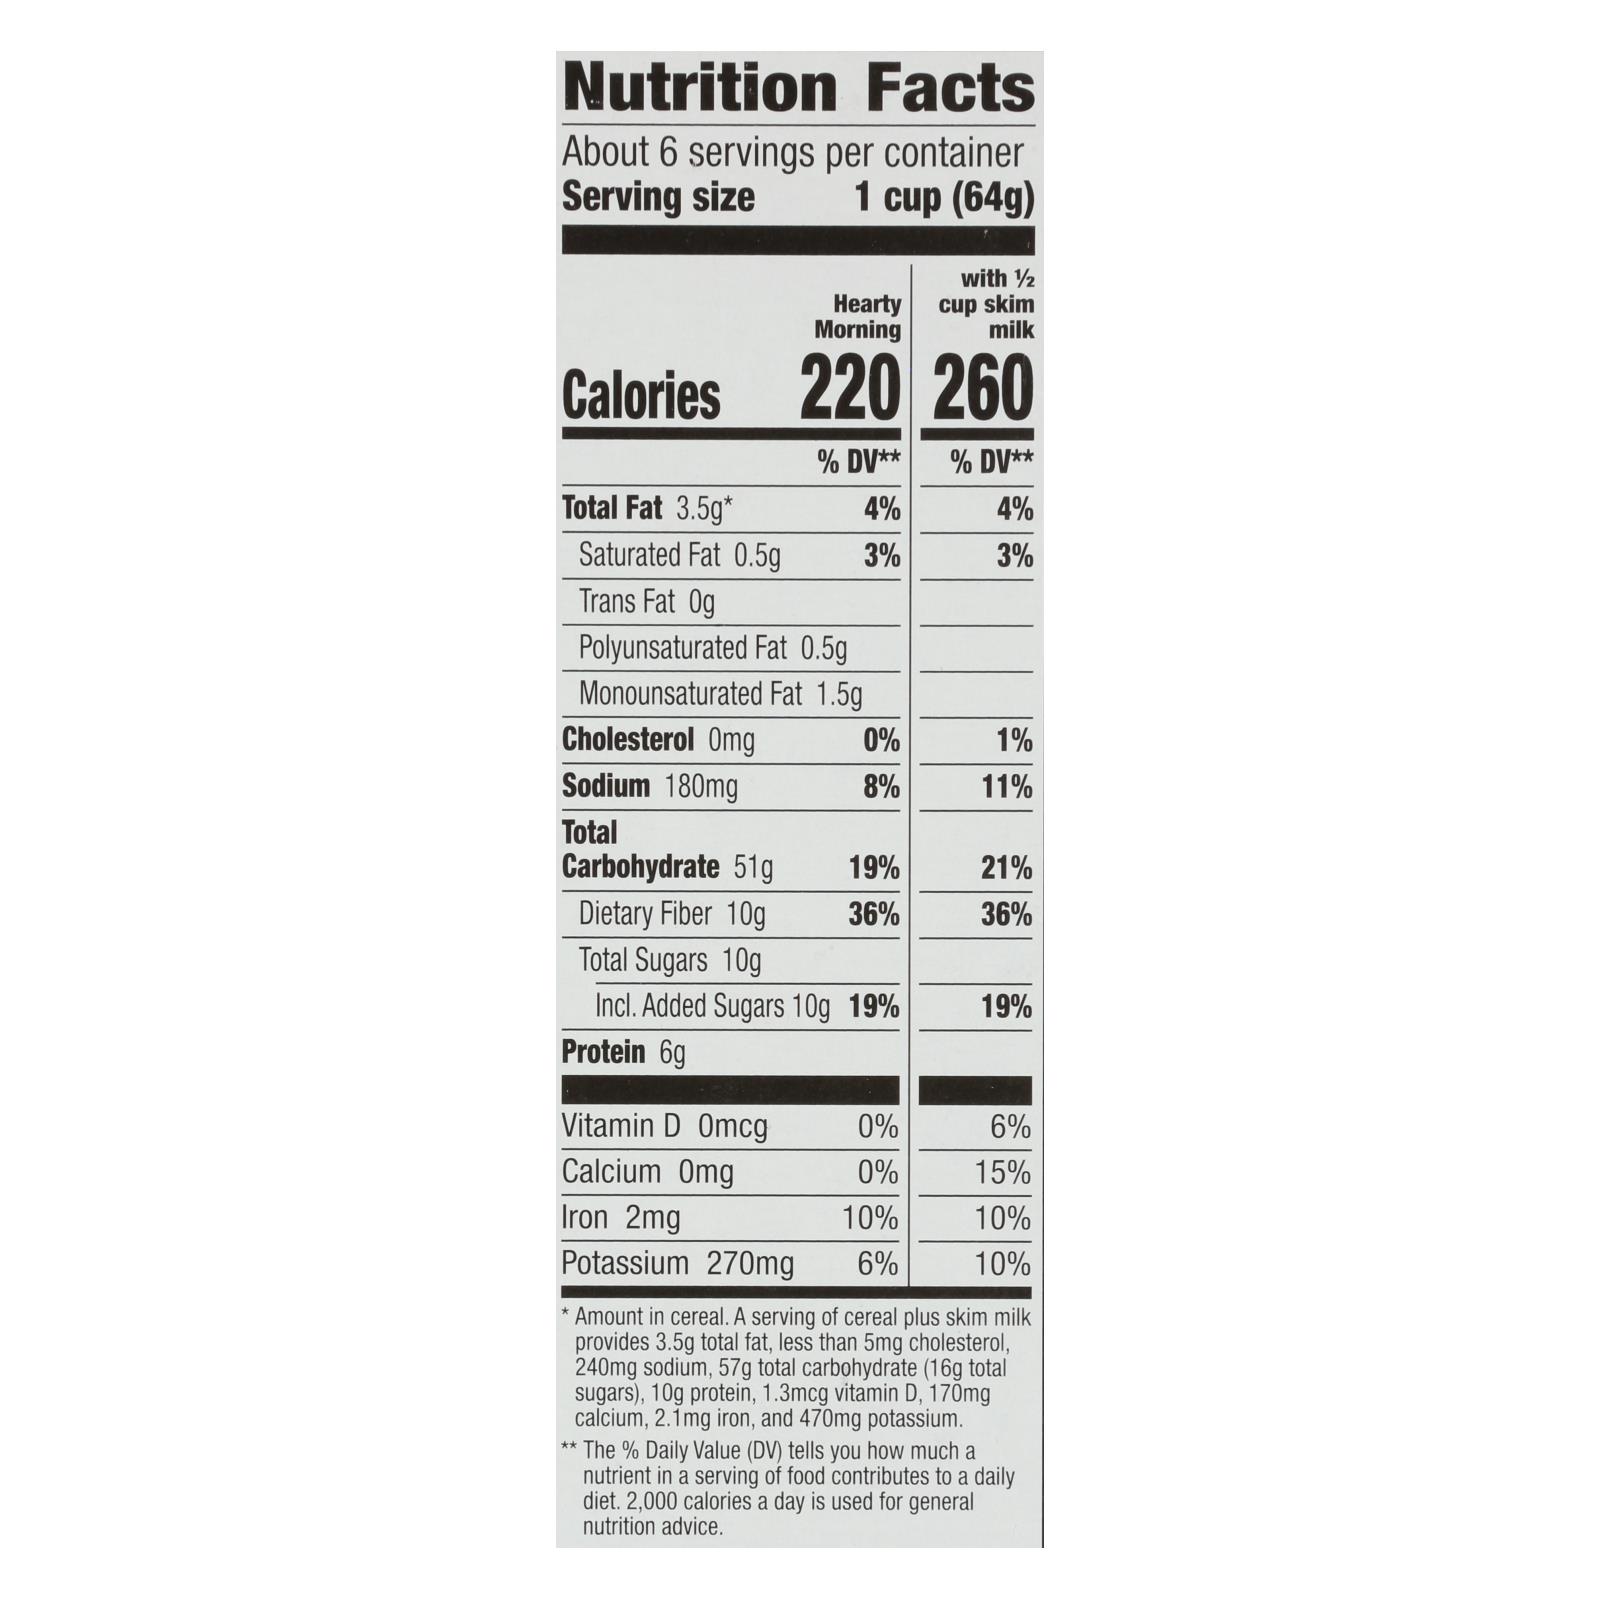 Nutrition Facts
About 6 servings per container
Serving size 1 cup (64g)
Hearty Morning
with ½ cup skim milk
Calories 220 260
% DV** % DV**
Total Fat 3.5g* 4% 4%
Saturated Fat 0.5g 3% 3%
Trans Fat 0g
Polyunsaturated Fat 0.5g
Monounsaturated Fat 1.5g
Cholesterol 0mg 0% 1%
Sodium 180mg 8% 11%
Total
Carbohydrate 51g 19% 21%
Dietary Fiber 10g 36% 36%
Total Sugars 10g
Incl. Added Sugars 10g 19% 19%
Protein 6g
Vitamin D 0mcg 0% 6%
Calcium 0mg 0% 15%
Iron 2mg 10% 10%
Potassium 270mg 6% 10%
* Amount in cereal. A serving of cereal plus skim milk
provides 3.5g total fat, less than 5mg cholesterol,
240mg sodium, 57g total carbohydrate (16g total
sugars), 10g protein, 1.3mcg vitamin D, 170mg
calcium, 2.1mg iron, and 470mg potassium.
** The % Daily Value (DV) tells you how much a
nutrient in a serving of food contributes to a daily
diet. 2,000 calories a day is used for general
nutrition advice.